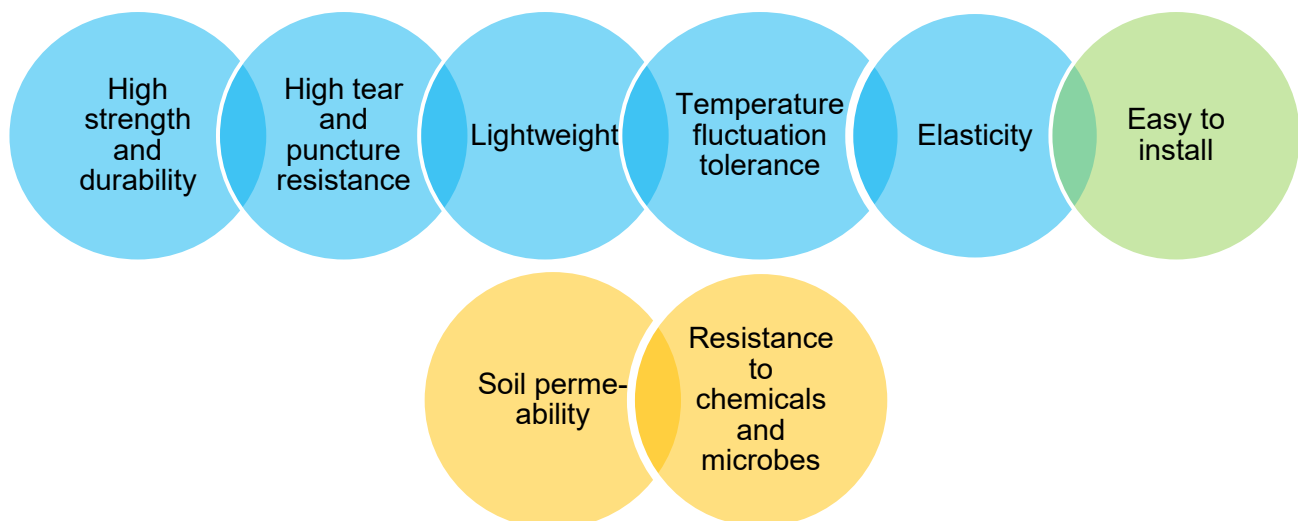 High
strength
and
durability
High tear
and
puncture
resistance
Lightweight
Temperature
fluctuation
tolerance
Elasticity
Easy to
install
Soil perme-
ability
Resistance
to
chemicals
and
microbes